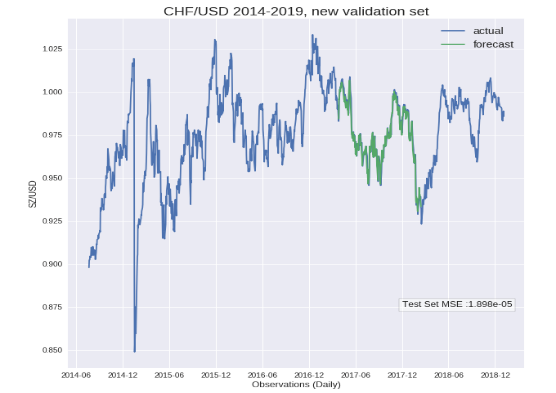 CHF/USD 2014-2019, new validation set
actual
forecast
1.025
1.000
0.975
0.950
0.925
0.900
0.875
0.850
SZ/USD
Test Set MSE :1.898e-05
2014-06 2014-12 2015-06 2015-12 2016-06 2016-12 2017-06 2017-12 2018-06 2018-12
Observations (Daily)